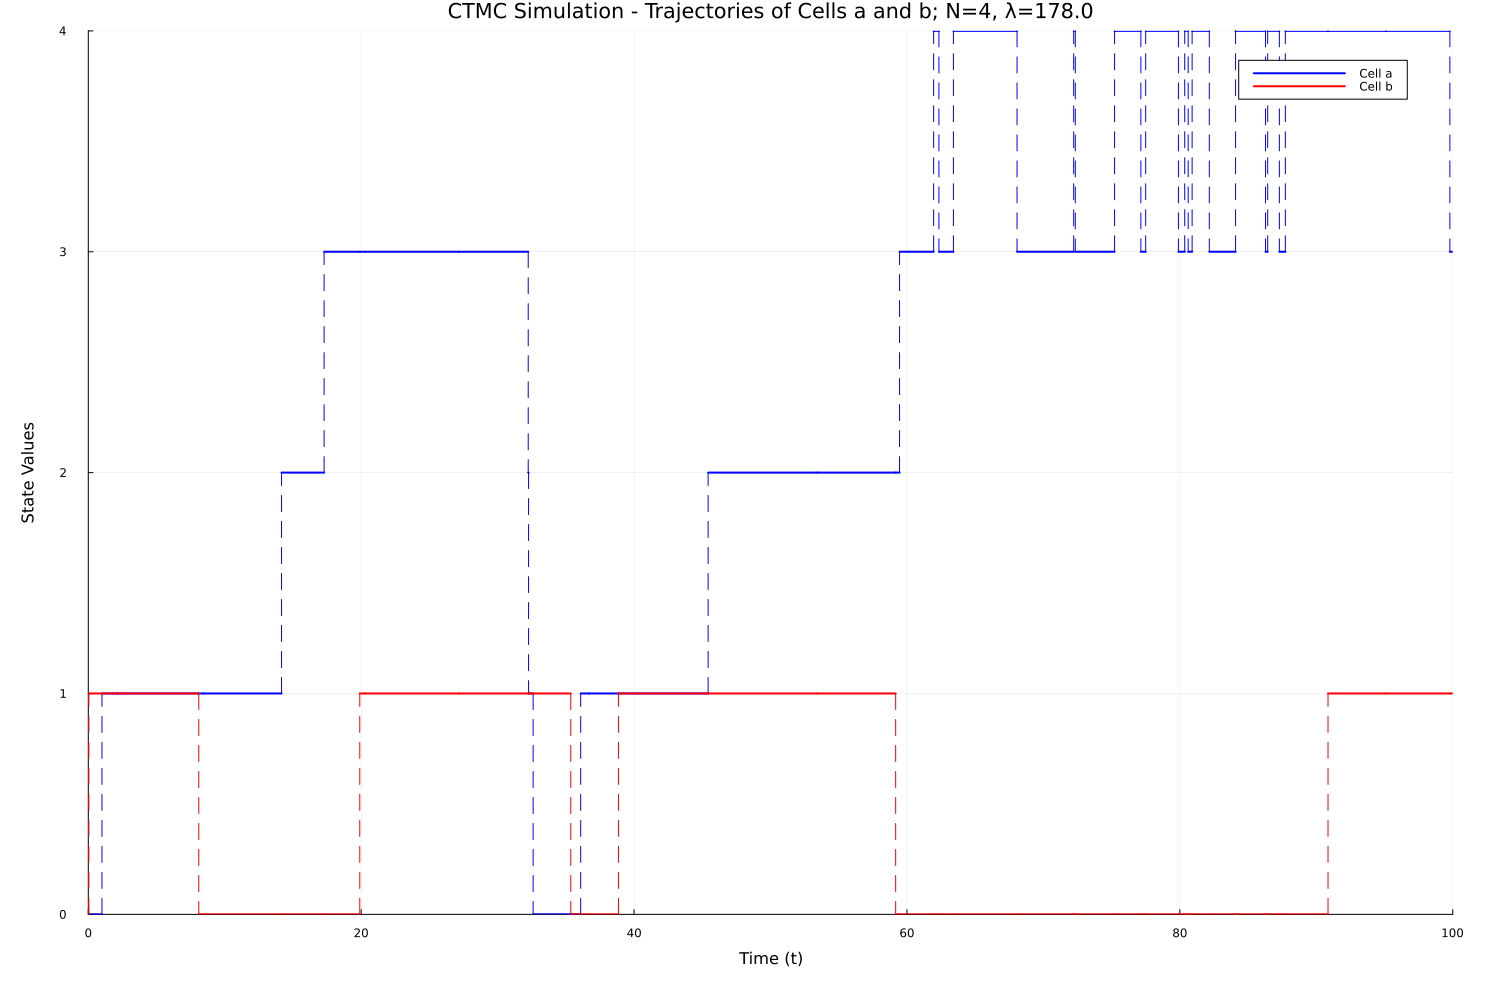 CTMC Simulation - Trajectories of Cells a and b; N=4, λ=178.0
4
Cell a
Cell b
3
State Values
2
1
0
0 20 40 60 80 100
Time (t)